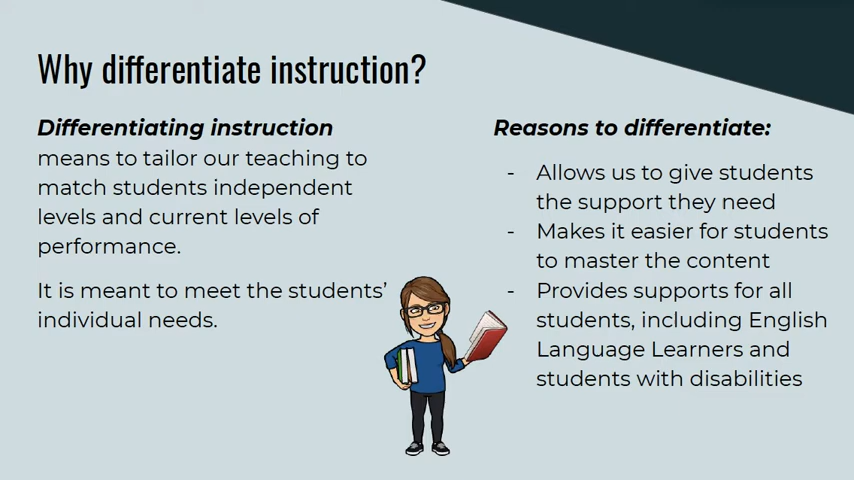 Why differentiate instruction?
Differentiating instruction
means to tailor our teaching to
match students independent
levels and current levels of
performance.
It is meant to meet the students’
individual needs.
Reasons to differentiate:
- Allows us to give students
the support they need
- Makes it easier for students
to master the content
- Provides supports for all
students, including English
Language Learners and
students with disabilities